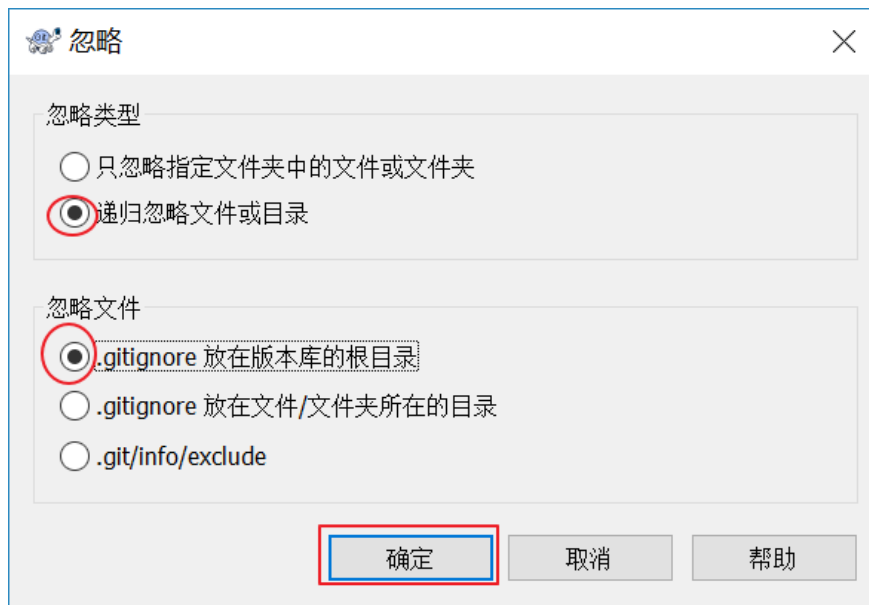 忽略
忽略类型
只忽略指定文件夹中的文件或文件夹
递归忽略文件或目录
忽略文件
.gitignore 放在版本库的根目录
.gitignore 放在文件/文件夹所在的目录
.git/info/exclude
确定 取消 帮助